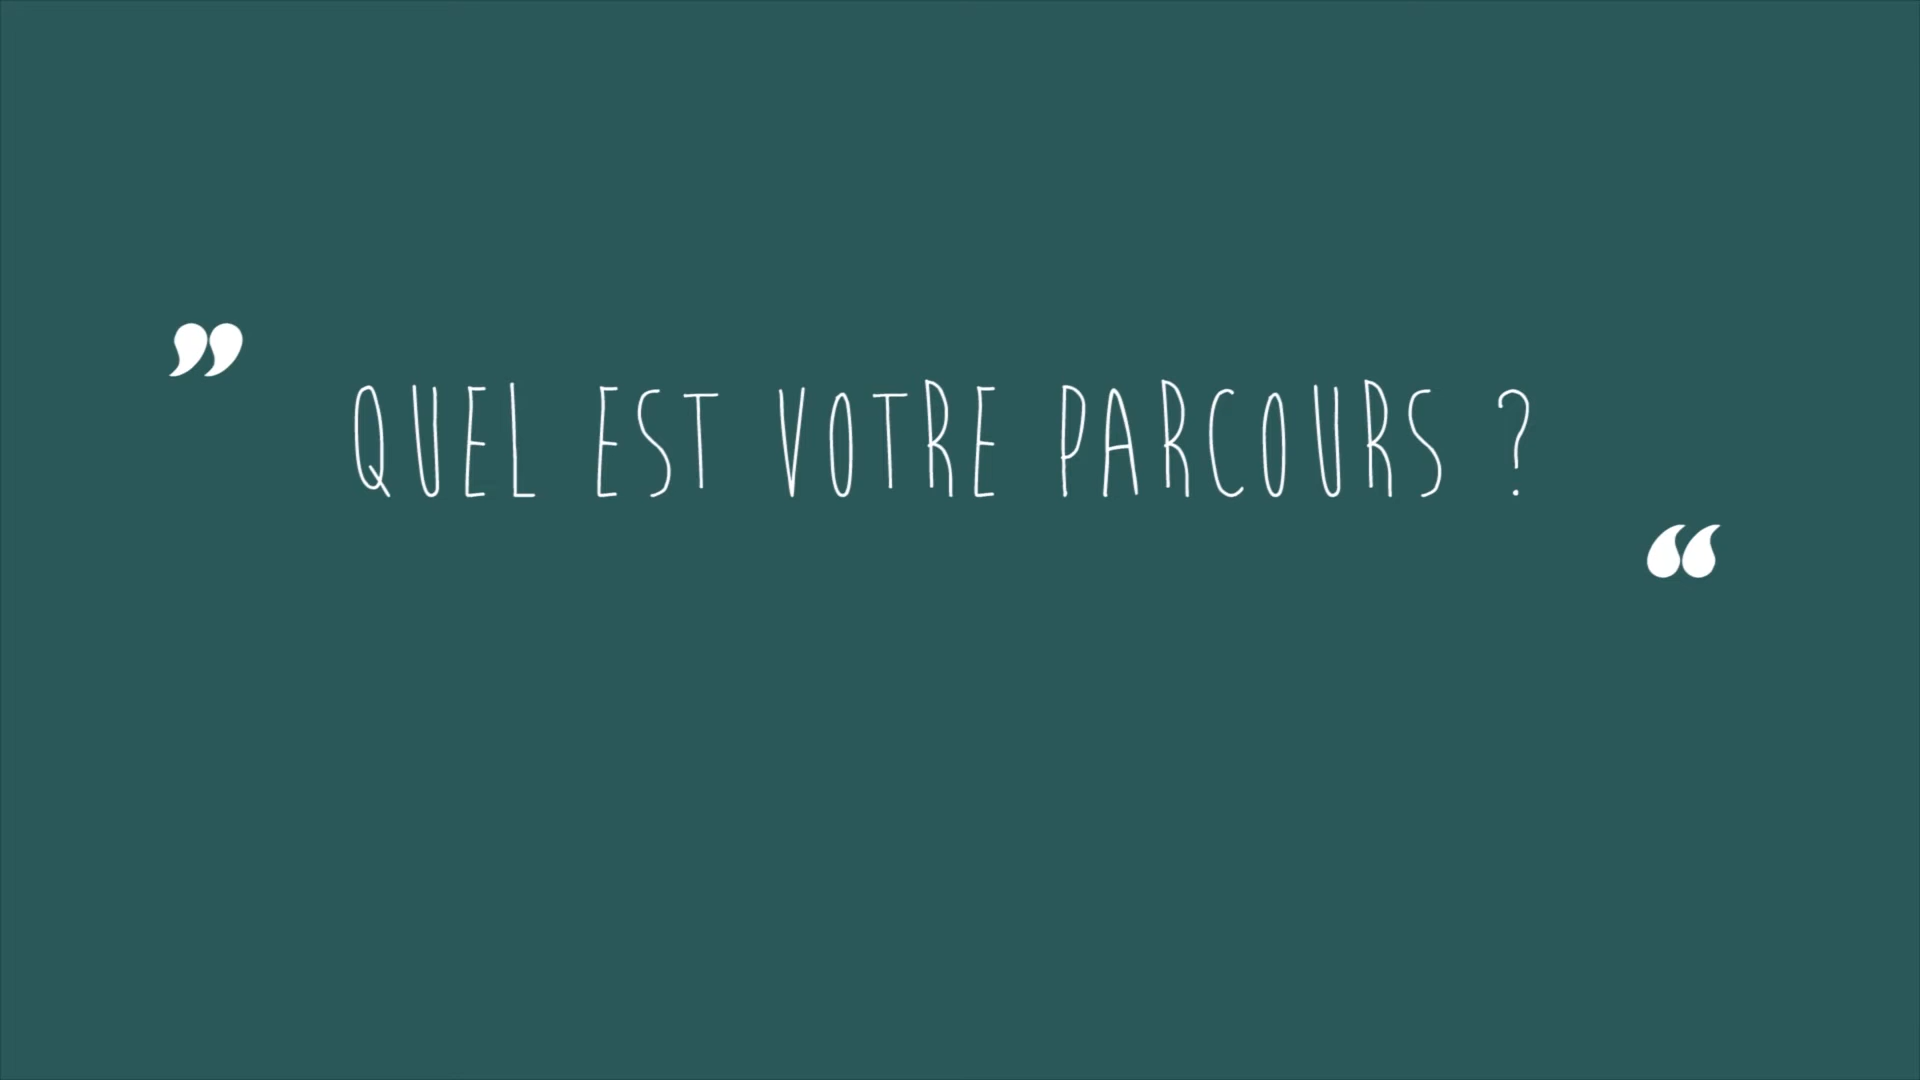 ”
QUEL EST VOTRE PARCOURS ?
“